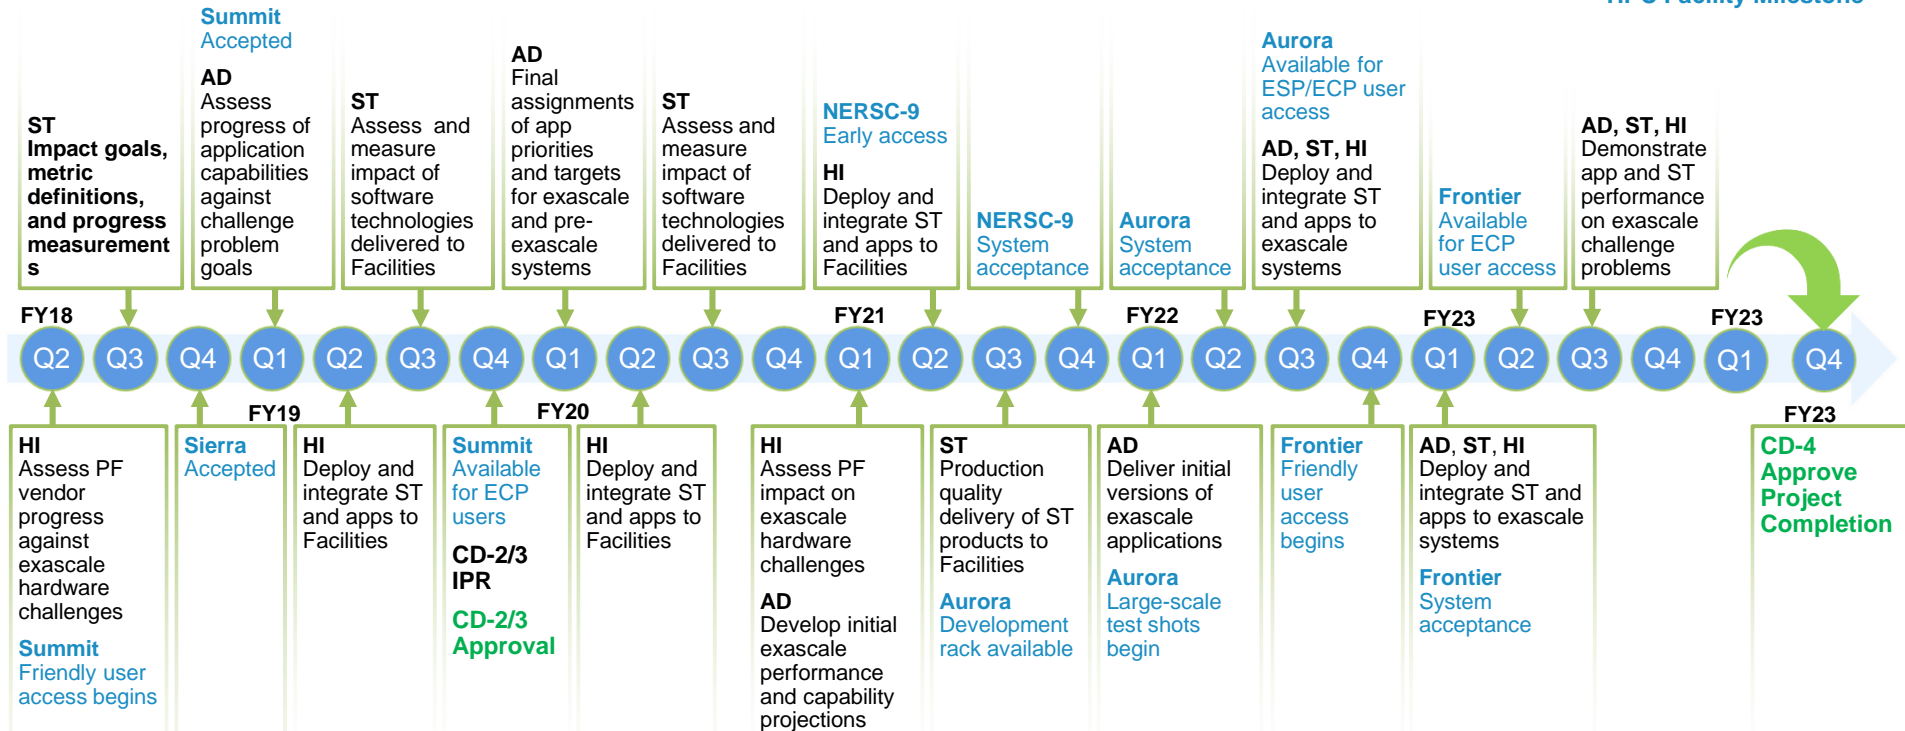 HPC Facility Milestone
Summit
Accepted
AD
Assess
progress of
application
capabilities
against
challenge
problem
goals
ST
Impact goals,
metric
definitions,
and progress
measurement
s
ST
Assess and
measure
impact of
software
technologies
delivered to
Facilities
AD
Final
assignments
of app
priorities
and targets
for exascale
and pre-
exascale
systems
ST
Assess and
measure
impact of
software
technologies
delivered to
Facilities
NERSC-9
Early access
HI
Deploy and
integrate ST
and apps to
Facilities
NERSC-9
System
acceptance
Aurora
System
acceptance
Aurora
Available for
ESP/ECP user
access
AD, ST, HI
Deploy and
integrate ST
and apps to
exascale
systems
Frontier
Available
for ECP
user access
AD, ST, HI
Demonstrate
app and ST
performance
on exascale
challenge
problems
FY18
FY21
FY22
FY23
FY23
Q2
Q3
Q4
Q1
Q2
Q3
Q4
Q1
Q2
Q3
Q4
Q1
Q2
Q3
Q4
Q1
Q2
Q3
Q4
Q1
Q2
Q3
Q4
Q1
Q4
FY19
FY20
FY23
HI
Assess PF
vendor
progress
against
exascale
hardware
challenges
Summit
Friendly user
access begins
Sierra
Accepted
HI
Deploy and
integrate ST
and apps to
Facilities
Summit
Available
for ECP
users
CD-2/3
IPR
CD-2/3
Approval
HI
Deploy and
integrate ST
and apps to
Facilities
HI
Assess PF
impact on
exascale
hardware
challenges
AD
Develop initial
exascale
performance
and capability
projections
ST
Production
quality
delivery of ST
products to
Facilities
Aurora
Development
rack available
AD
Deliver initial
versions of
exascale
applications
Aurora
Large-scale
test shots
begin
Frontier
Friendly
user
access
begins
AD, ST, HI
Deploy and
integrate ST and
apps to exascale
systems
Frontier
System
acceptance
CD-4
Approve
Project
Completion